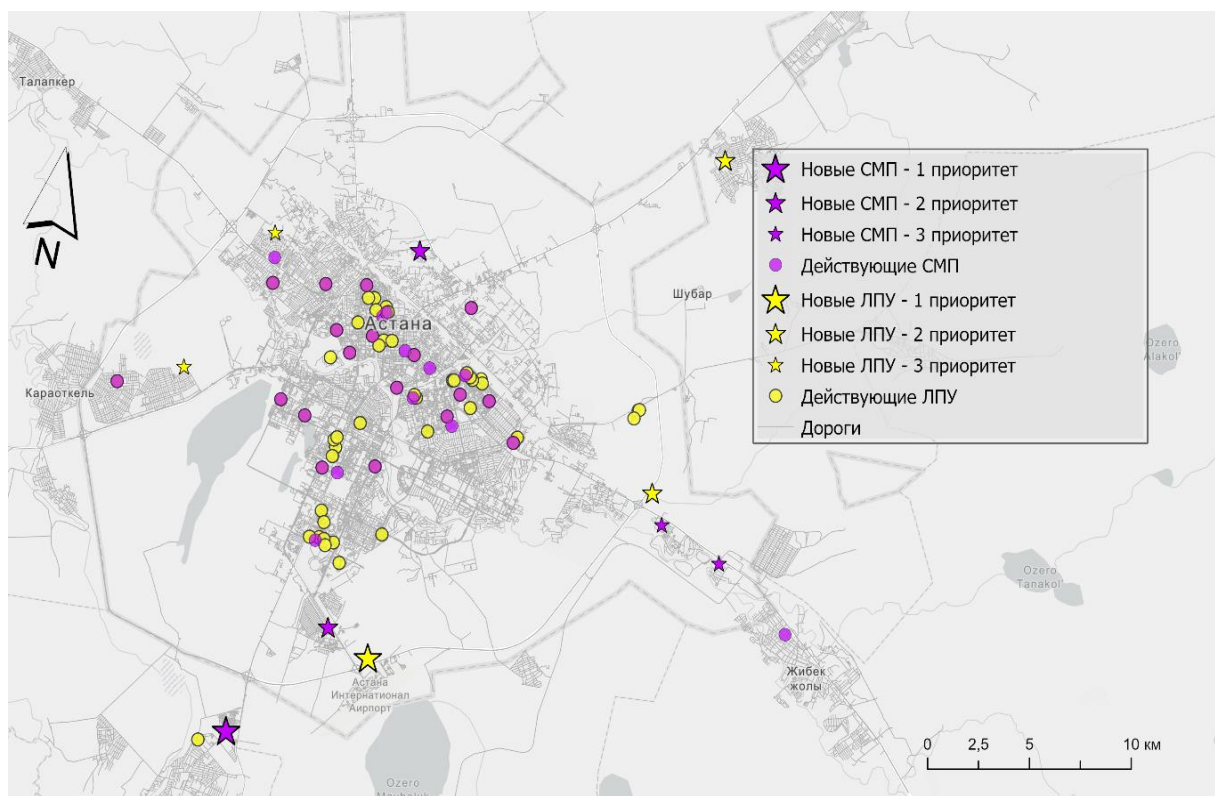 Талапкер
N
Новые СМП - 1 приоритет
Новые СМП - 2 приоритет
Новые СМП - 3 приоритет
Действующие СМП
Новые ЛПУ - 1 приоритет
Новые ЛПУ - 2 приоритет
Новые ЛПУ - 3 приоритет
Действующие ЛПУ
Дороги
Шубар
Астана
Караоткель
Ozero
Alakol'
Ozero
Tanakol'
Жибек
жолы
Астана
Интернатионал
Аирпорт
0 2,5 5 10 км
Ozero